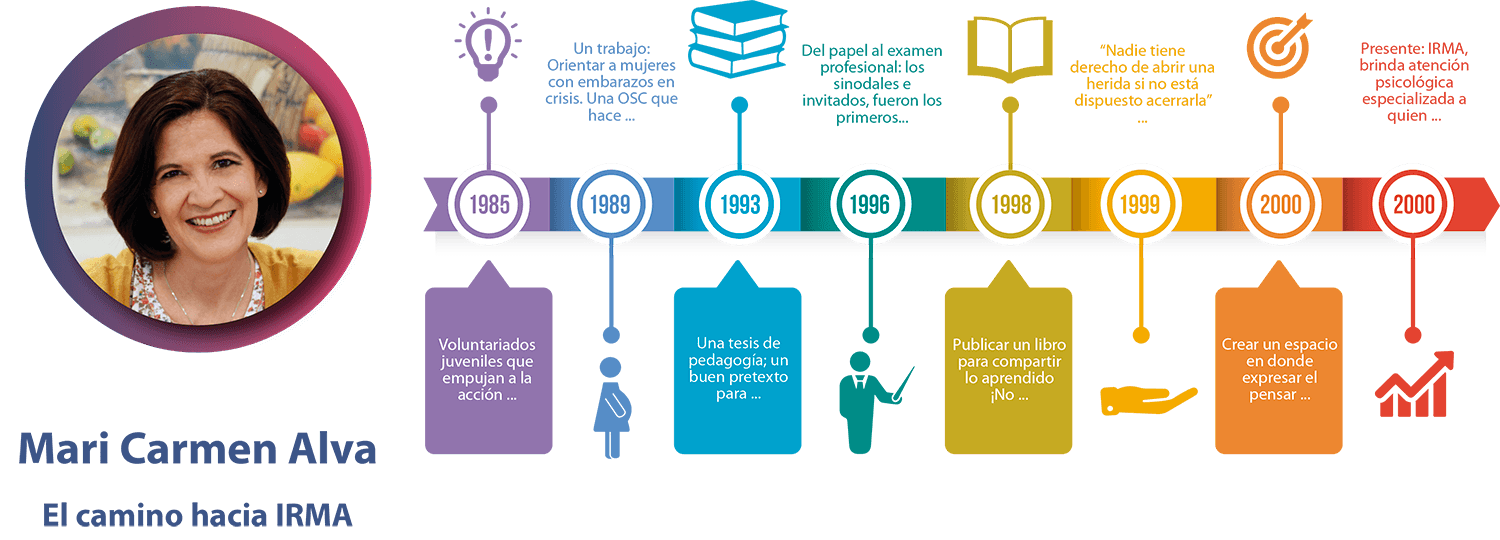 Mari Carmen Alva
El camino hacia IRMA
1985
Voluntariados
juveniles que
empujan a la
acción ...
Un trabajo:
Orientar a mujeres
con embarazos en
crisis. Una OSC que
hace ...
1989
1993
Una tesis de
pedagogía; un
buen pretexto
para ...
Del papel al examen
profesional: los
sinodales e
invitados, fueron los
primeros...
1996
1998
Publicar un libro
para compartir
lo aprendido
¡No ...
“Nadie tiene
derecho de abrir una
herida si no está
dispuesto acerrarla”
...
1999
2000
Crear un espacio
en donde
expresar el
pensar ...
Presente: IRMA,
brinda atención
psicológica
especializada a
quien ...
2000